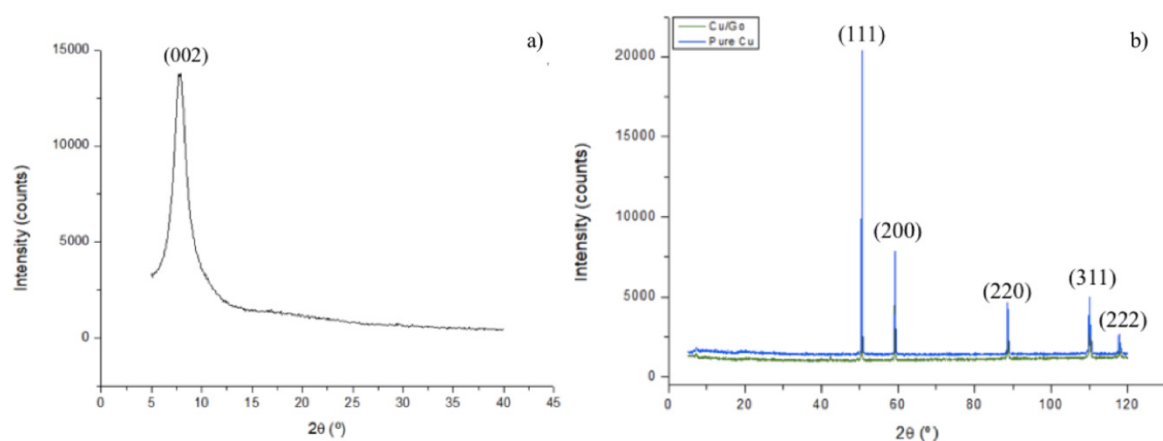 a)
(002)
15000
10000
5000
0
Intensity (counts)
0 5 10 15 20 25 30 35 40 45
2θ (º)
b)
Cu/Go
Pure Cu
(111)
(200)
(220)
(311)
(222)
20000
15000
10000
5000
0
Intensity (counts)
0 20 40 60 80 100 120
2θ (º)